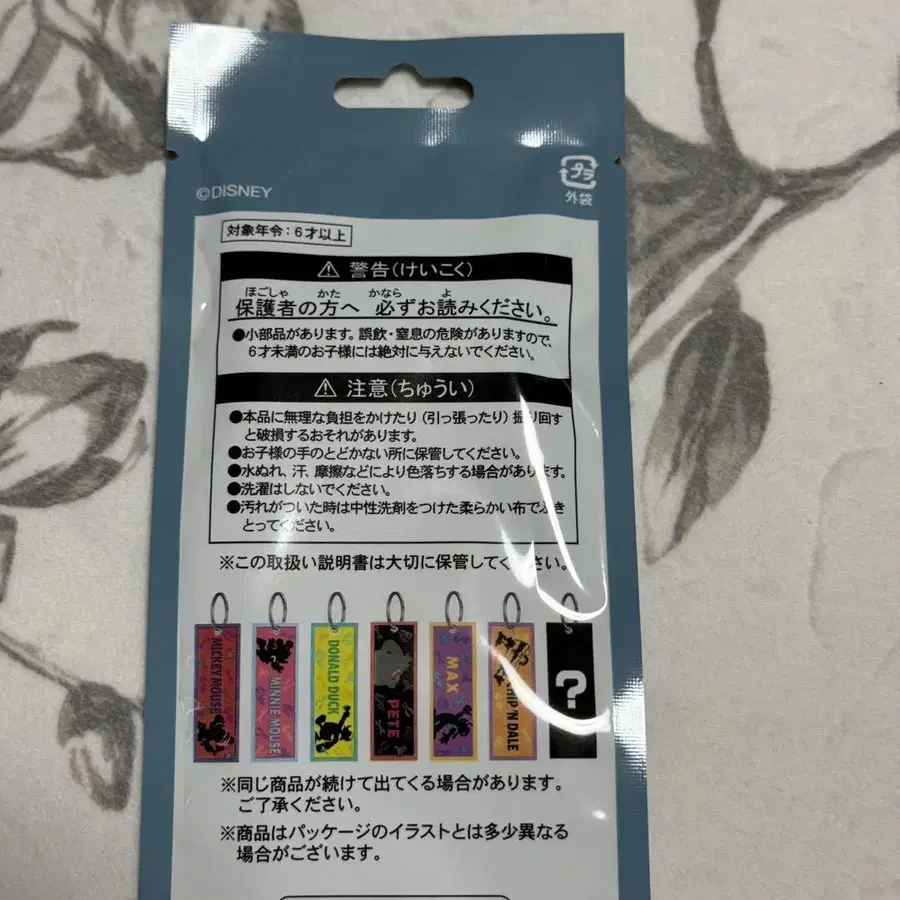 ©DISNEY
プラ
外袋
対象年令:6才以上
⚠ 警告(けいこく)
ほごしゃ かた かなら よ
保護者の方へ 必ずお読みください。
●小部品があります。誤飲・窒息の危険がありますので、
6才未満のお子様には絶対に与えないでください。
⚠ 注意(ちゅうい)
●本品に無理な負担をかけたり(引っ張ったり)振り回す
と破損するおそれがあります。
●お子様の手のとどかない所に保管してください。
●水ぬれ、汗、摩擦などにより色落ちする場合があります。
●洗濯はしないでください。
●汚れがついた時は中性洗剤をつけた柔らかい布でふき
とってください。
※この取扱い説明書は大切に保管してください。
MICKEY MOUSE
MINNIE MOUSE
DONALD DUCK
PETE
MAX
CHIP 'N DALE
?
※同じ商品が続けて出てくる場合があります。
ご了承ください。
※商品はパッケージのイラストとは多少異なる
場合がございます。